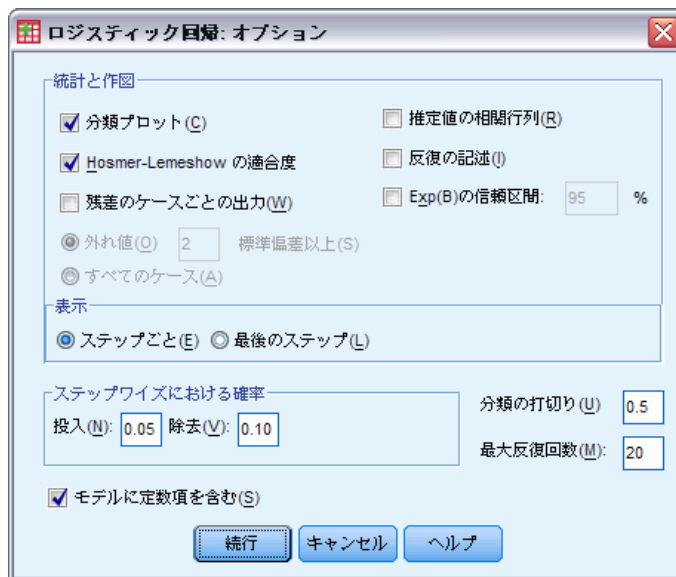 ロジスティック回帰: オプション
統計と作図
分類プロット(C)
Hosmer-Lemeshow の適合度
残差のケースごとの出力(W)
外れ値(O) 2 標準偏差以上(S)
すべてのケース(A)
推定値の相関行列(R)
反復の記述(I)
Exp(B)の信頼区間: 95 %
表示
ステップごと(E) 最後のステップ(L)
ステップワイズにおける確率
投入(N): 0.05 除去(V): 0.10
分類の打切り(U) 0.5
最大反復回数(M): 20
モデルに定数項を含む(S)
続行 キャンセル ヘルプ